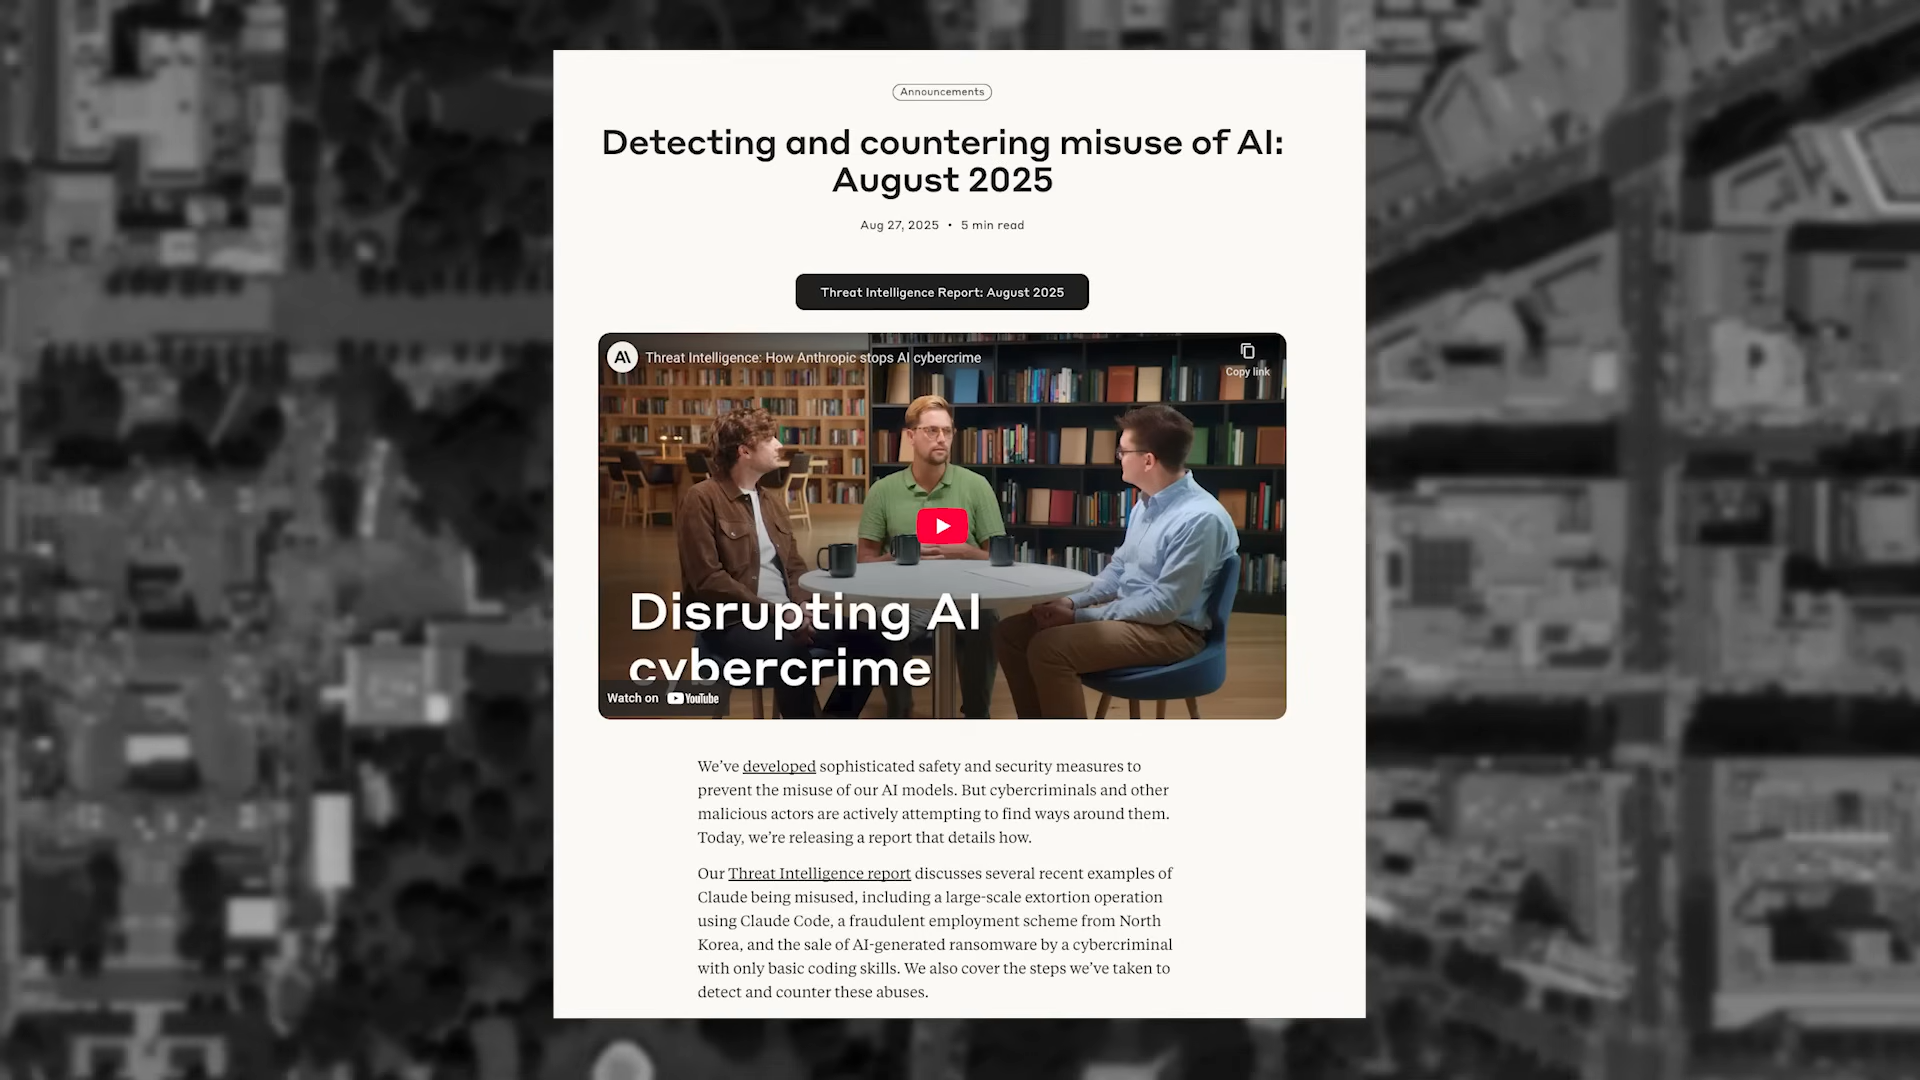 Announcements
Detecting and countering misuse of AI:
August 2025
Aug 27, 2025 • 5 min read
Threat Intelligence Report: August 2025
Threat Intelligence: How Anthropic stops AI cybercrime
Copy link
Disrupting AI
cybercrime
Watch on YouTube
We’ve developed sophisticated safety and security measures to
prevent the misuse of our AI models. But cybercriminals and other
malicious actors are actively attempting to find ways around them.
Today, we’re releasing a report that details how.
Our Threat Intelligence report discusses several recent examples of
Claude being misused, including a large-scale extortion operation
using Claude Code, a fraudulent employment scheme from North
Korea, and the sale of AI-generated ransomware by a cybercriminal
with only basic coding skills. We also cover the steps we’ve taken to
detect and counter these abuses.